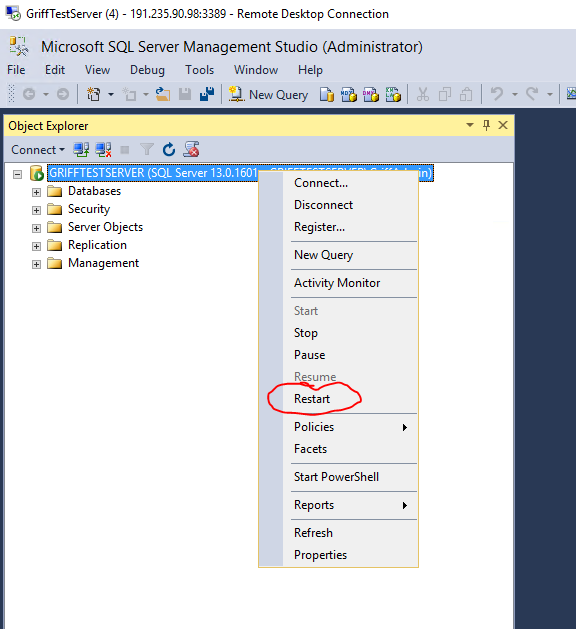 GriffTestServer (4) - 191.235.90.98:3389 - Remote Desktop Connection
Microsoft SQL Server Management Studio (Administrator)
File Edit View Debug Tools Window Help
New Query
Object Explorer
Connect
GRIFFTESTSERVER (SQL Server 13.0.1601
Databases
Security
Server Objects
Replication
Management
Connect...
Disconnect
Register...
New Query
Activity Monitor
Start
Stop
Pause
Resume
Restart
Policies
Facets
Start PowerShell
Reports
Refresh
Properties